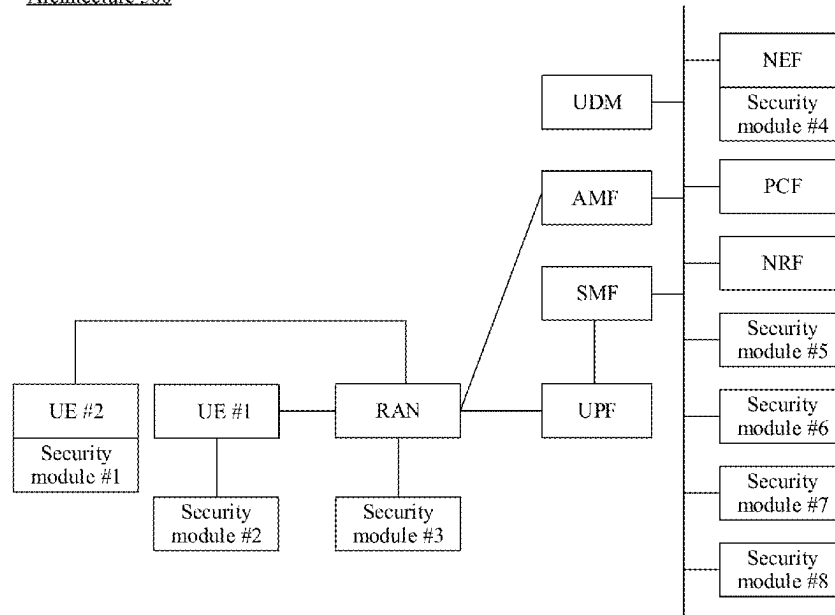 Architecture 300
NEF
Security
module #4
UDM
AMF
PCF
SMF
NRF
Security
module #5
UE #2
Security
module #1
UE #1
RAN
UPF
Security
module #6
Security
module #2
Security
module #3
Security
module #7
Security
module #8